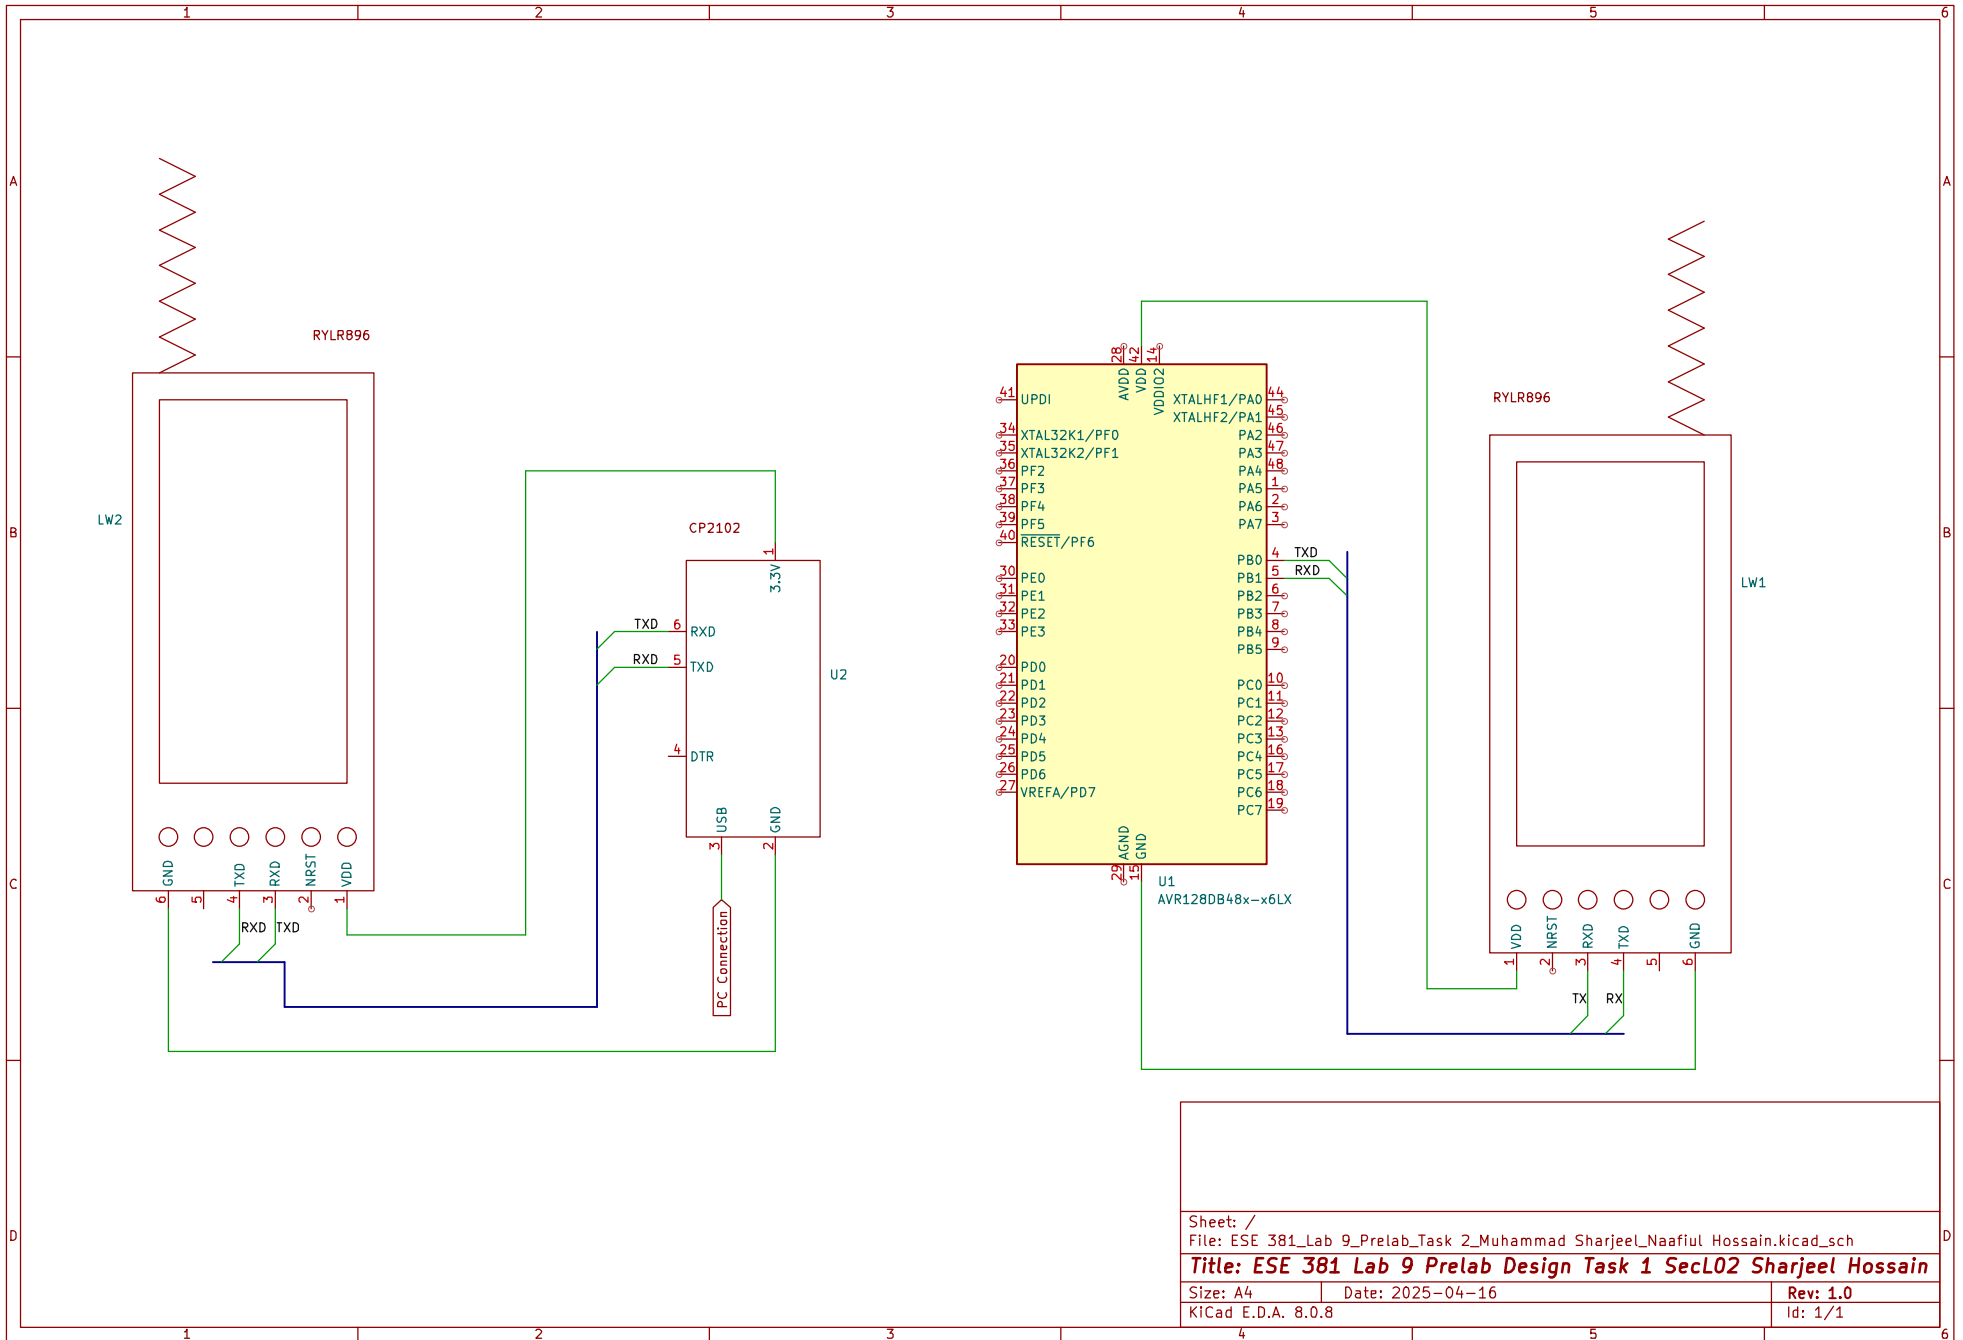 1 2 3 4 5 6
A A
RYLR896
LW2
GND TXD RXD NRST VDD
6 5 4 3 2 1
RXD TXD
CP2102
1
3.3V
TXD 6 RXD
RXD 5 TXD
4 DTR
U2
USB GND
3 2
PC Connection
28 42 14
AVDD VDD VDDIO2
41 UPDI
34 XTAL32K1/PF0
35 XTAL32K2/PF1
36 PF2
37 PF3
38 PF4
39 PF5
40 RESET/PF6
30 PE0
31 PE1
32 PE2
33 PE3
20 PD0
21 PD1
22 PD2
23 PD3
24 PD4
25 PD5
26 PD6
27 VREFA/PD7
XTALHF1/PA0 44
XTALHF2/PA1 45
PA2 46
PA3 47
PA4 48
PA5 1
PA6 2
PA7 3
PB0 4 TXD
PB1 5 RXD
PB2 6
PB3 7
PB4 8
PB5 9
PC0 10
PC1 11
PC2 12
PC3 13
PC4 16
PC5 17
PC6 18
PC7 19
AGND GND
29 15
U1
AVR128DB48x-x6LX
RYLR896
LW1
VDD NRST RXD TXD GND
1 2 3 4 5 6
TX RX
B B
C C
D D
Sheet: /
File: ESE 381_Lab 9_Prelab_Task 2_Muhammad Sharjeel_Naafiul Hossain.kicad_sch
Title: ESE 381 Lab 9 Prelab Design Task 1 SecL02 Sharjeel Hossain
Size: A4 Date: 2025-04-16 Rev: 1.0
KiCad E.D.A. 8.0.8 Id: 1/1
1 2 3 4 5 6